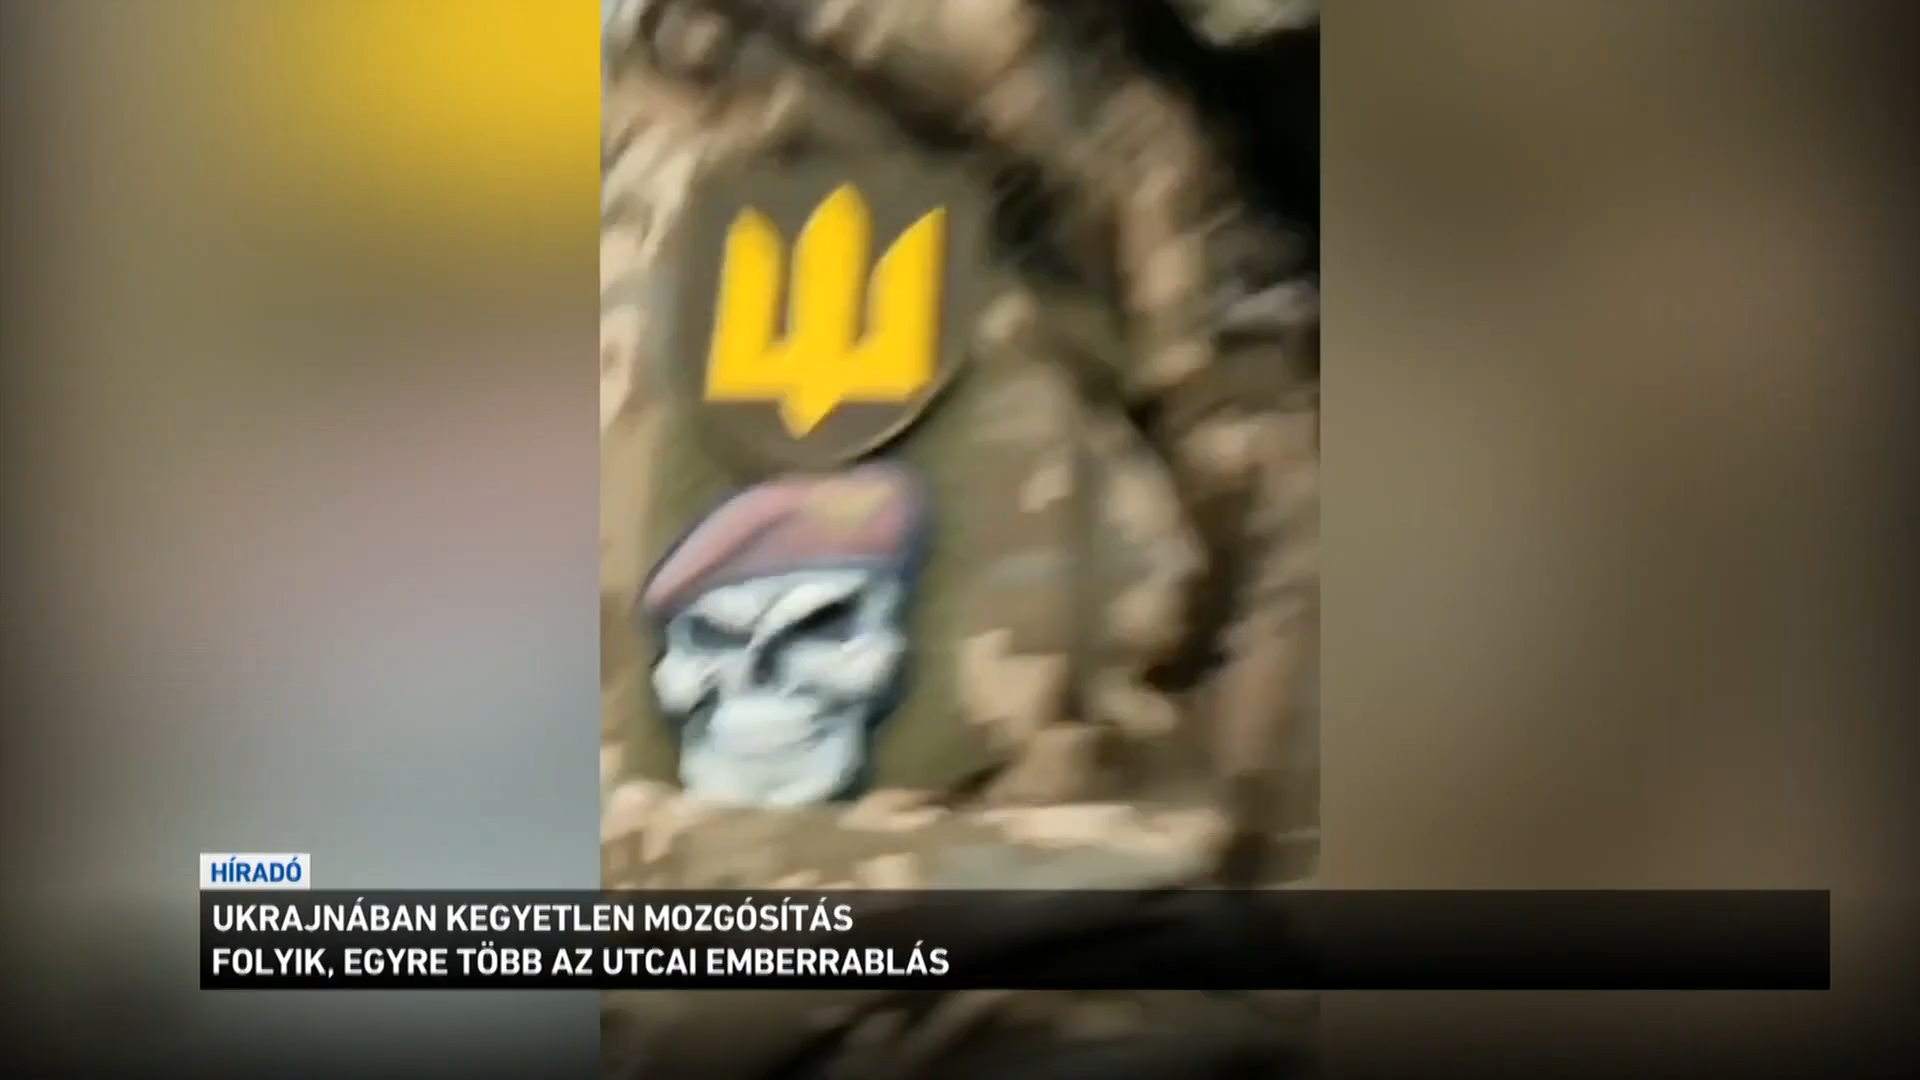 HÍRADÓ
UKRAJNÁBAN KEGYETLEN MOZGÓSÍTÁS
FOLYIK, EGYRE TÖBB AZ UTCAI EMBERRABLÁS